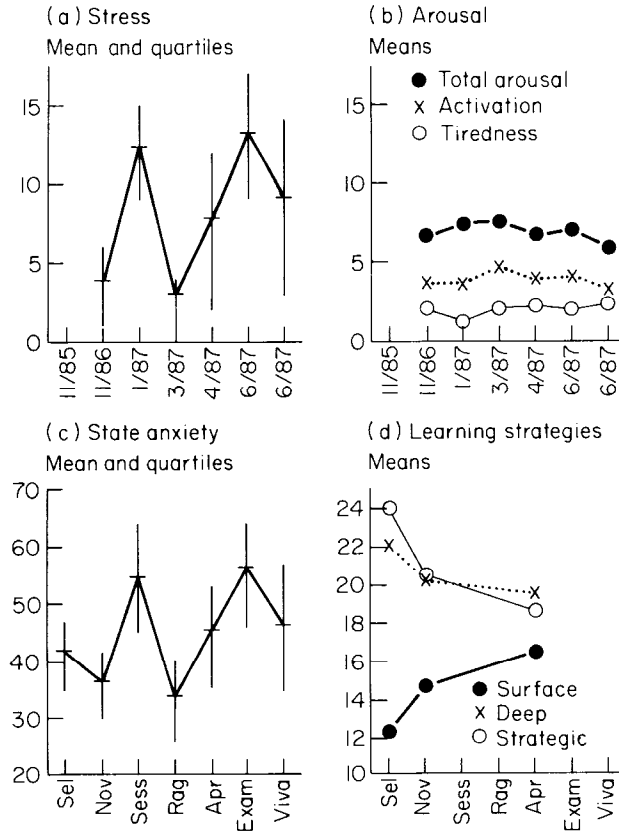 (a) Stress
Mean and quartiles
15
10
5
0
11/85
11/86
1/87
3/87
4/87
6/87
6/87
(b) Arousal
Means
Total arousal
Activation
Tiredness
15
10
5
0
11/85
11/86
1/87
3/87
4/87
6/87
6/87
(c) State anxiety
Mean and quartiles
70
60
50
40
30
20
Sel
Nov
Sess
Rag
Apr
Exam
Viva
(d) Learning strategies
Means
24
22
20
18
16
14
12
10
Surface
Deep
Strategic
Sel
Nov
Sess
Rag
Apr
Exam
Viva